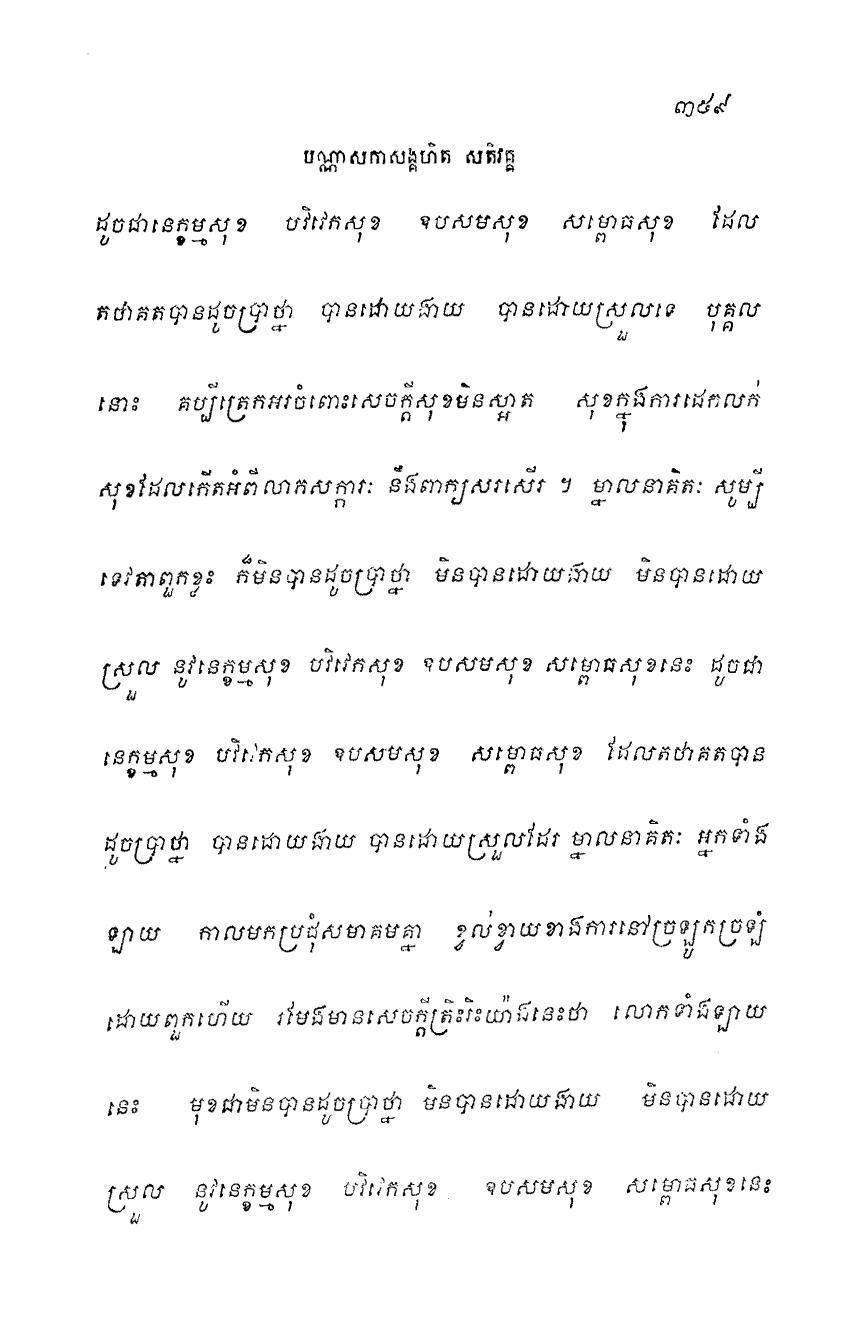 ៣៥៩
បណ្ណាសកាសង្គហិត សតិវគ្គ
ដូចជានេក្ខម្មសុខ បវិវេកសុខ ឧបសមសុខ សម្ពោធសុខ ដែល
តថាគតបានដូចប្រាថ្នា បានដោយងាយ បានដោយស្រួលទេ បុគ្គល
នោះ គប្បីត្រេកអរចំពោះសេចក្តីសុខមិនស្អាត សុខក្នុងការដេកលក់
សុខដែលកើតអំពីលាភសក្ការៈ នឹងពាក្យសរសើរ ។ ម្នាលនាគិតៈ សូម្បី
ទេវតាពួកខ្លះ ក៏មិនបានដូចប្រាថ្នា មិនបានដោយងាយ មិនបានដោយ
ស្រួល នូវនេក្ខម្មសុខ បវិវេកសុខ ឧបសមសុខ សម្ពោធសុខនេះ ដូចជា
នេក្ខម្មសុខ បវិវេកសុខ ឧបសមសុខ សម្ពោធសុខ ដែលតថាគតបាន
ដូចប្រាថ្នា បានដោយងាយ បានដោយស្រួលដែរ ម្នាលនាគិតៈ អ្នកទាំង
ឡាយ កាលមកប្រជុំសមាគមគ្នា ខ្វល់ខ្វាយខាងការនៅច្រឡូកច្រឡំ
ដោយពួកហើយ រមែងមានសេចក្តីត្រិះរិះយ៉ាងនេះថា លោកទាំងឡាយ
នេះ មុខជាមិនបានដូចប្រាថ្នា មិនបានដោយងាយ មិនបានដោយ
ស្រួល នូវនេក្ខម្មសុខ បវិវេកសុខ ឧបសមសុខ សម្ពោធសុខនេះ